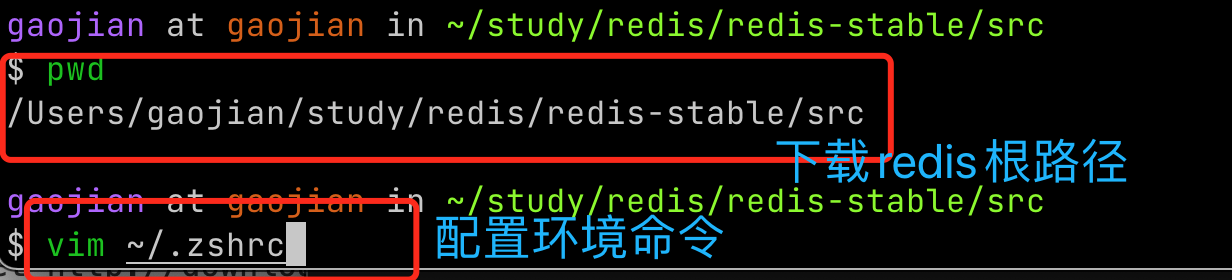 gaojian at gaojian in ~/study/redis/redis-stable/src
$ pwd
/Users/gaojian/study/redis/redis-stable/src
下载redis根路径
gaojian at gaojian in ~/study/redis/redis-stable/src
$ vim ~/.zshrc
配置环境命令